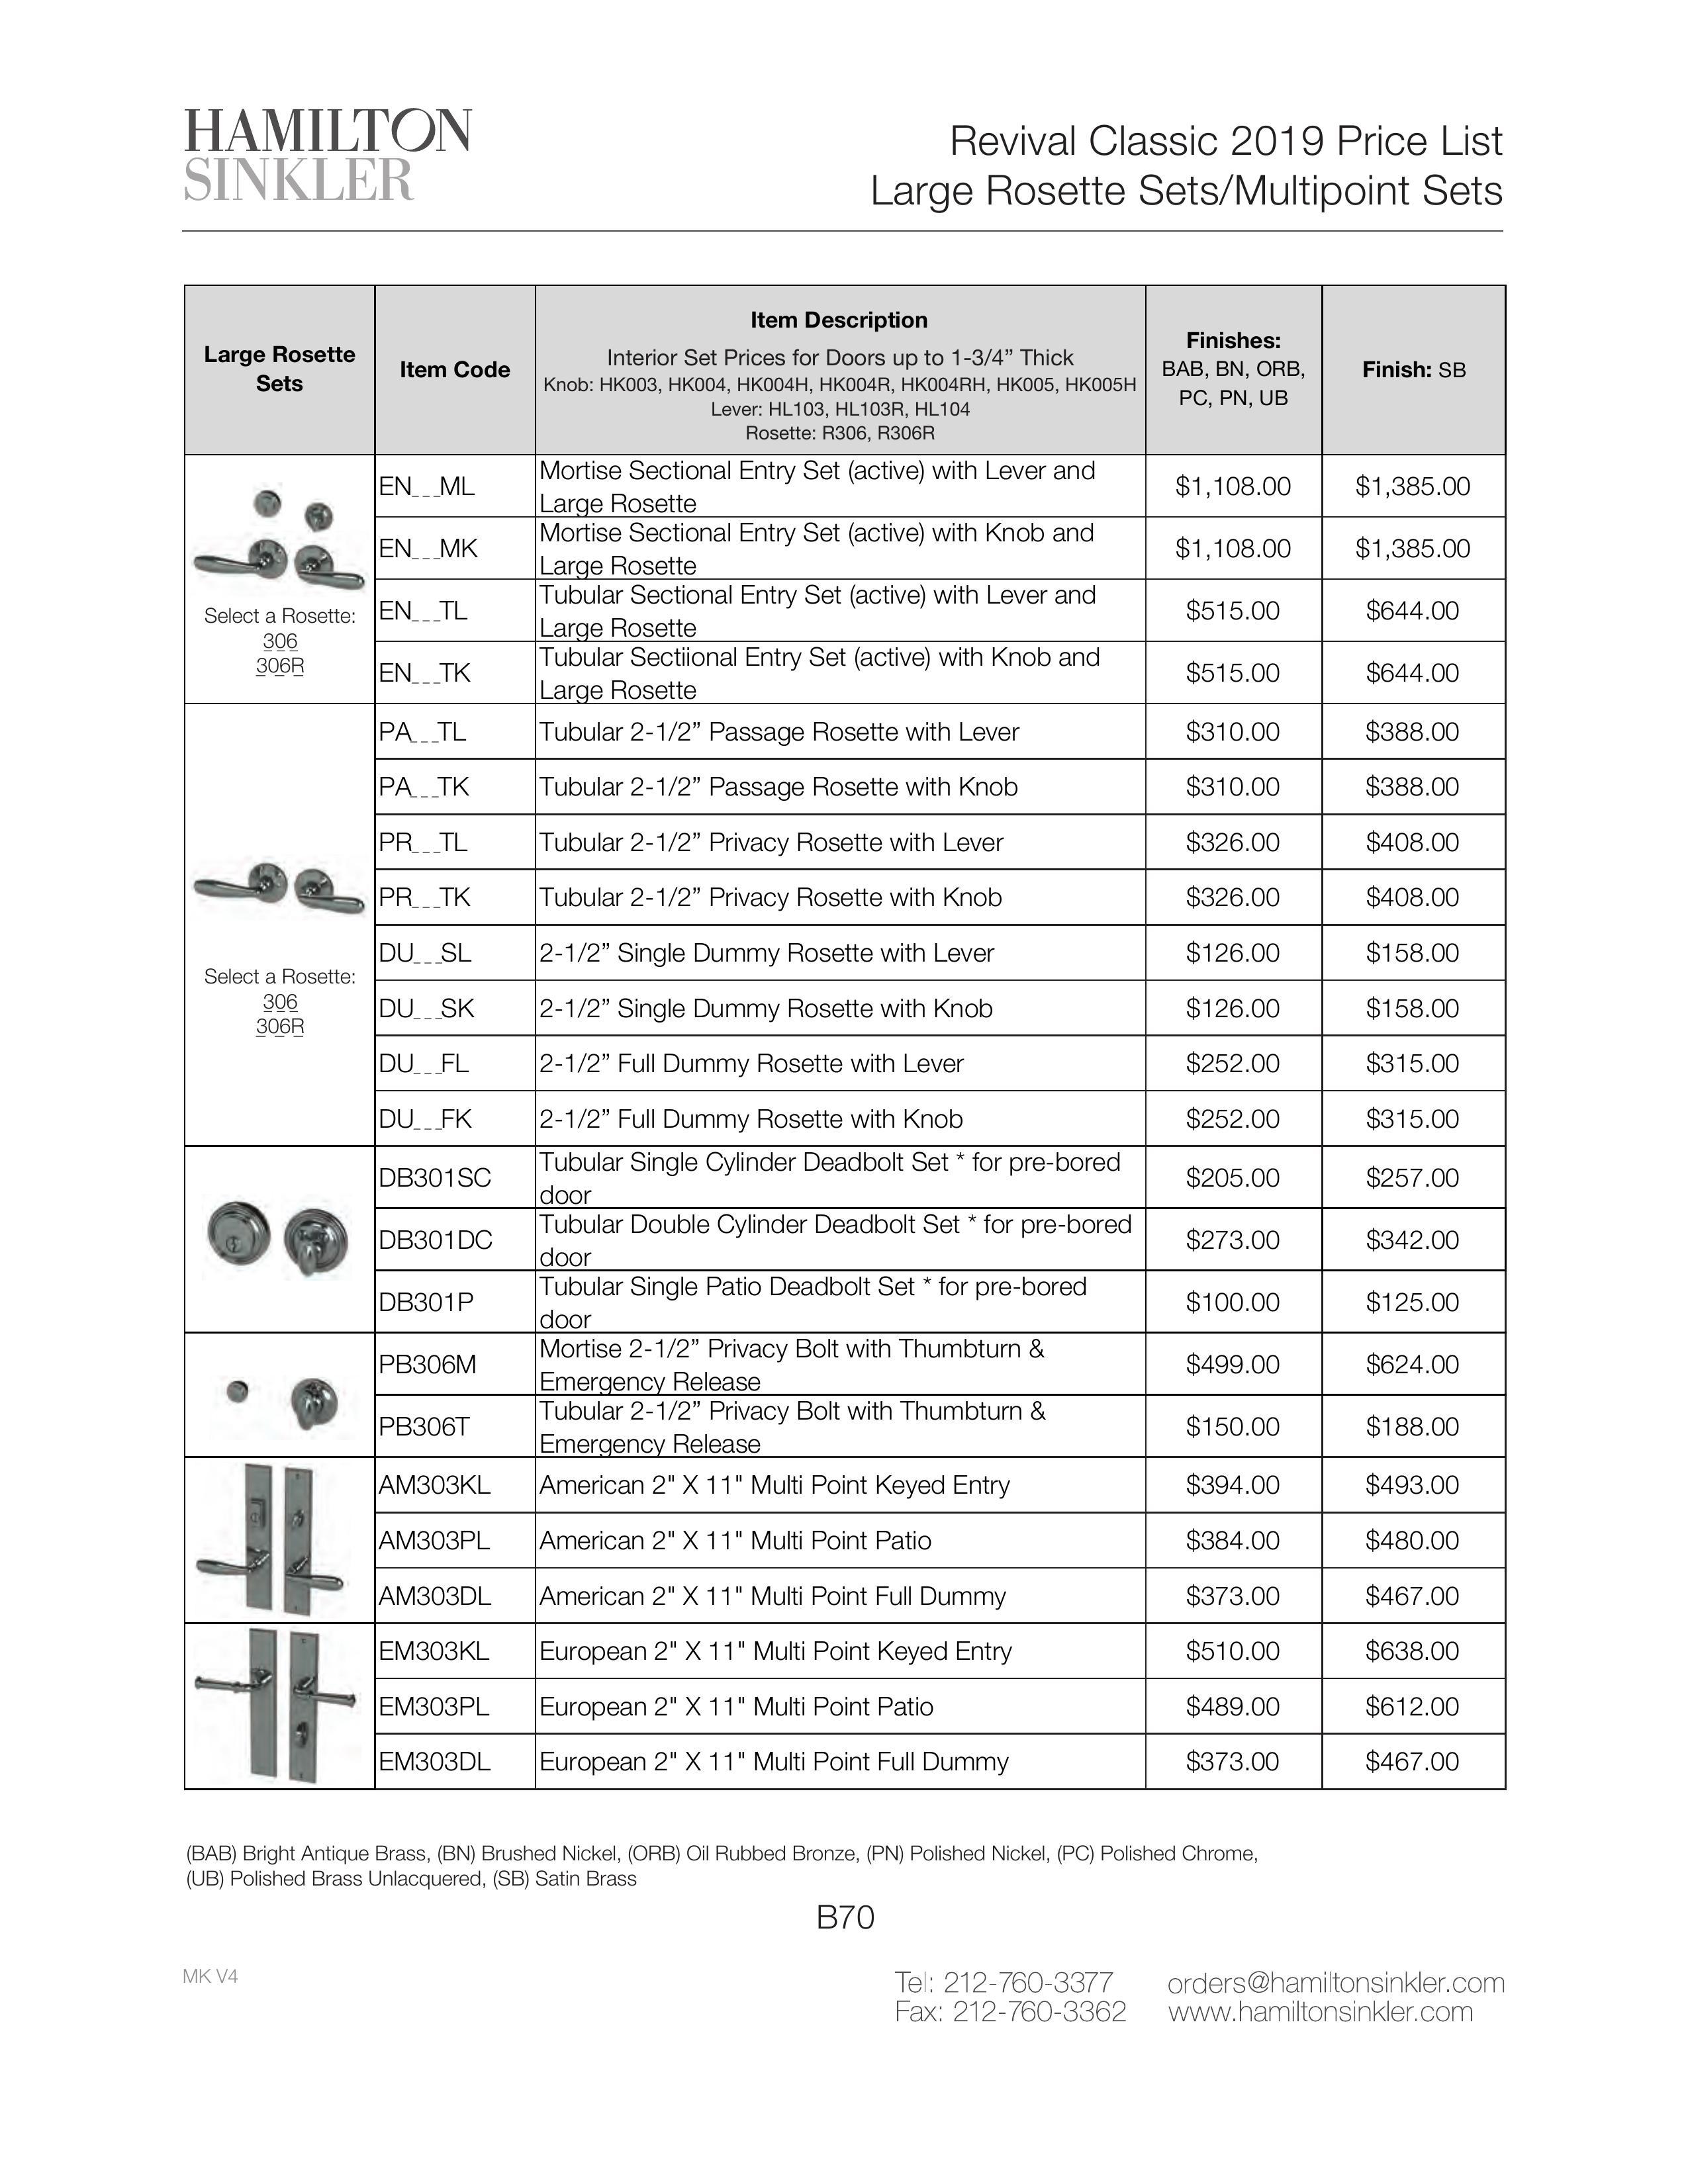 HAMILTON
SINKLER
Revival Classic 2019 Price List
Large Rosette Sets/Multipoint Sets
Large Rosette
Sets
Item Code
Item Description
Interior Set Prices for Doors up to 1-3/4” Thick
Knob: HK003, HK004, HK004H, HK004R, HK004RH, HK005, HK005H
Lever: HL103, HL103R, HL104
Rosette: R306, R306R
Finishes:
BAB, BN, ORB,
PC, PN, UB
Finish: SB
Select a Rosette:
306
306R
EN___ML
Mortise Sectional Entry Set (active) with Lever and
Large Rosette
$1,108.00
$1,385.00
EN___MK
Mortise Sectional Entry Set (active) with Knob and
Large Rosette
$1,108.00
$1,385.00
EN___TL
Tubular Sectional Entry Set (active) with Lever and
Large Rosette
$515.00
$644.00
EN___TK
Tubular Sectiional Entry Set (active) with Knob and
Large Rosette
$515.00
$644.00
Select a Rosette:
306
306R
PA___TL
Tubular 2-1/2” Passage Rosette with Lever
$310.00
$388.00
PA___TK
Tubular 2-1/2” Passage Rosette with Knob
$310.00
$388.00
PR___TL
Tubular 2-1/2” Privacy Rosette with Lever
$326.00
$408.00
PR___TK
Tubular 2-1/2” Privacy Rosette with Knob
$326.00
$408.00
DU___SL
2-1/2” Single Dummy Rosette with Lever
$126.00
$158.00
DU___SK
2-1/2” Single Dummy Rosette with Knob
$126.00
$158.00
DU___FL
2-1/2” Full Dummy Rosette with Lever
$252.00
$315.00
DU___FK
2-1/2” Full Dummy Rosette with Knob
$252.00
$315.00
DB301SC
Tubular Single Cylinder Deadbolt Set * for pre-bored
door
$205.00
$257.00
DB301DC
Tubular Double Cylinder Deadbolt Set * for pre-bored
door
$273.00
$342.00
DB301P
Tubular Single Patio Deadbolt Set * for pre-bored
door
$100.00
$125.00
PB306M
Mortise 2-1/2” Privacy Bolt with Thumbturn &
Emergency Release
$499.00
$624.00
PB306T
Tubular 2-1/2” Privacy Bolt with Thumbturn &
Emergency Release
$150.00
$188.00
AM303KL
American 2" X 11" Multi Point Keyed Entry
$394.00
$493.00
AM303PL
American 2" X 11" Multi Point Patio
$384.00
$480.00
AM303DL
American 2" X 11" Multi Point Full Dummy
$373.00
$467.00
EM303KL
European 2" X 11" Multi Point Keyed Entry
$510.00
$638.00
EM303PL
European 2" X 11" Multi Point Patio
$489.00
$612.00
EM303DL
European 2" X 11" Multi Point Full Dummy
$373.00
$467.00
(BAB) Bright Antique Brass, (BN) Brushed Nickel, (ORB) Oil Rubbed Bronze, (PN) Polished Nickel, (PC) Polished Chrome,
(UB) Polished Brass Unlacquered, (SB) Satin Brass
B70
MK V4
Tel: 212-760-3377
Fax: 212-760-3362
orders@hamiltonsinkler.com
www.hamiltonsinkler.com